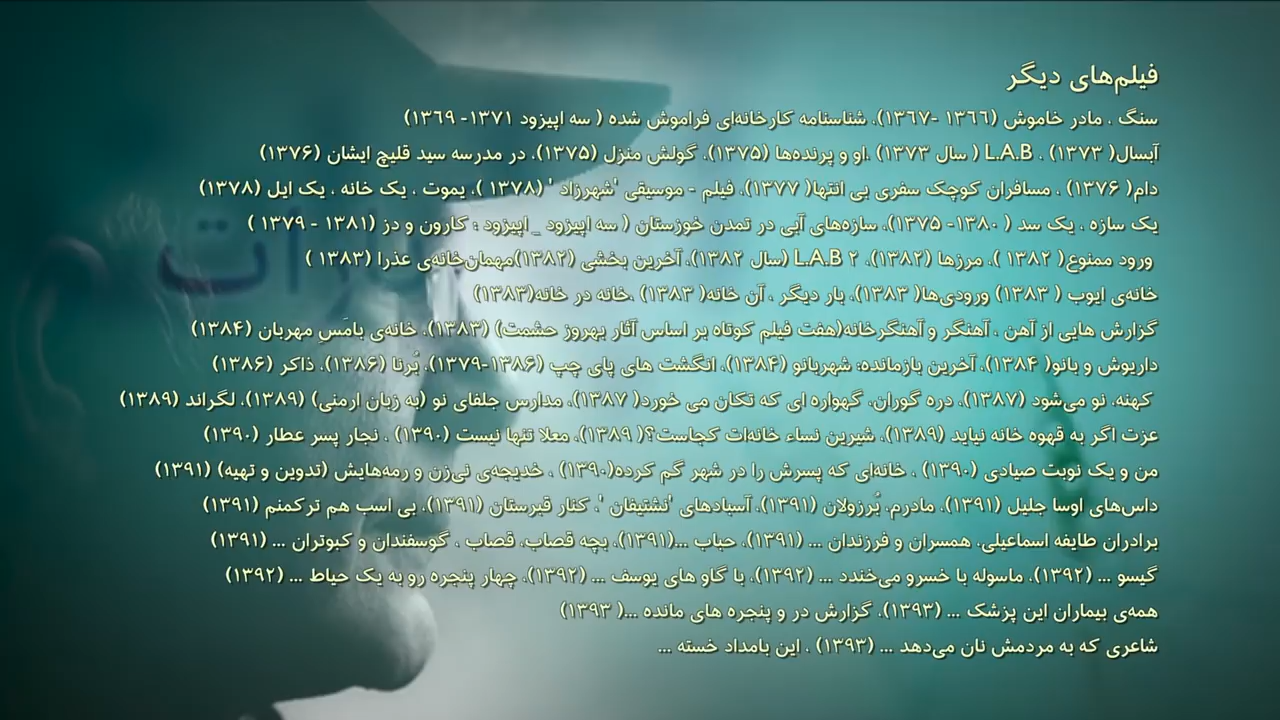 فیلم‌های دیگر
سنگ . مادر خاموش (۱۳٦٦ -۱۳٦۷). شناسنامه کارخانه‌ای فراموش شده ( سه اپیزود ۱۳۷۱- ۱۳٦۹)
آبسال( ۱۳۷۳) . L.A.B ( سال ۱۳۷۳) .او و پرنده‌ها (۱۳۷۵). گولش منزل (۱۳۷۵). در مدرسه سید قلیچ ایشان (۱۳۷۶)
دام( ۱۳۷۶) . مسافران کوچک سفری بی انتها( ۱۳۷۷). فیلم - موسیقی 'شهرزاد ' (۱۳۷۸ ). یموت . یک خانه . یک ایل (۱۳۷۸)
یک سازه . یک سد ( ۱۳۸۰- ۱۳۷۵). سازه‌های آبی در تمدن خوزستان ( سه اپیزود _ اپیزود : کارون و دز (۱۳۸۱ - ۱۳۷۹ )
ورود ممنوع( ۱۳۸۲ ). مرزها (۱۳۸۲). L.A.B ۲ (سال ۱۳۸۲). آخرین بخشی (۱۳۸۲)مهمان‌خانه‌ی عذرا (۱۳۸۳ )
خانه‌ی ایوب ( ۱۳۸۳) ورودی‌ها( ۱۳۸۳). بار دیگر . آن خانه( ۱۳۸۳) .خانه در خانه(۱۳۸۳)
گزارش هایی از آهن . آهنگر و آهنگرخانه(هفت فیلم کوتاه بر اساس آثار بهروز حشمت) (۱۳۸۳). خانه‌ی بامَسِ مهربان (۱۳۸۴)
داریوش و بانو( ۱۳۸۴). آخرین بازمانده: شهربانو (۱۳۸۴). انگشت های پای چپ (۱۳۸۶-۱۳۷۹). یُرنا (۱۳۸۶). ذاکر (۱۳۸۶)
کهنه. نو می‌شود (۱۳۸۷). دره گوران. گهواره ای که تکان می خورد( ۱۳۸۷). مدارس جلفای نو (به زبان ارمنی) (۱۳۸۹). لگراند (۱۳۸۹)
عزت اگر به قهوه خانه نیاید (۱۳۸۹). شیرین نساء خانه‌ات کجاست؟( ۱۳۸۹). معلا تنها نیست (۱۳۹۰) . نجار پسر عطار (۱۳۹۰)
من و یک نوبت صیادی (۱۳۹۰) . خانه‌ای که پسرش را در شهر گم کرده(۱۳۹۰) . خدیجه‌ی نی‌زن و رمه‌هایش (تدوین و تهیه) (۱۳۹۱)
داس‌های اوسا جلیل (۱۳۹۱). مادرم. یُرزولان (۱۳۹۱). آسبادهای 'نشتیفان '. کنار قبرستان (۱۳۹۱). بی اسب هم ترکمنم (۱۳۹۱)
برادران طایفه اسماعیلی. همسران و فرزندان ... (۱۳۹۱). حباب ...(۱۳۹۱). بچه قصاب. قصاب . گوسفندان و کبوتران ... (۱۳۹۱)
گیسو ... (۱۳۹۲). ماسوله با خسرو می‌خندد ... (۱۳۹۲). با گاو های یوسف ... (۱۳۹۲). چهار پنجره رو به یک حیاط ... (۱۳۹۲)
همه‌ی بیماران این پزشک ... (۱۳۹۳). گزارش در و پنجره های مانده ...( ۱۳۹۳)
شاعری که به مردمش نان می‌دهد ... (۱۳۹۳) . این بامداد خسته ...